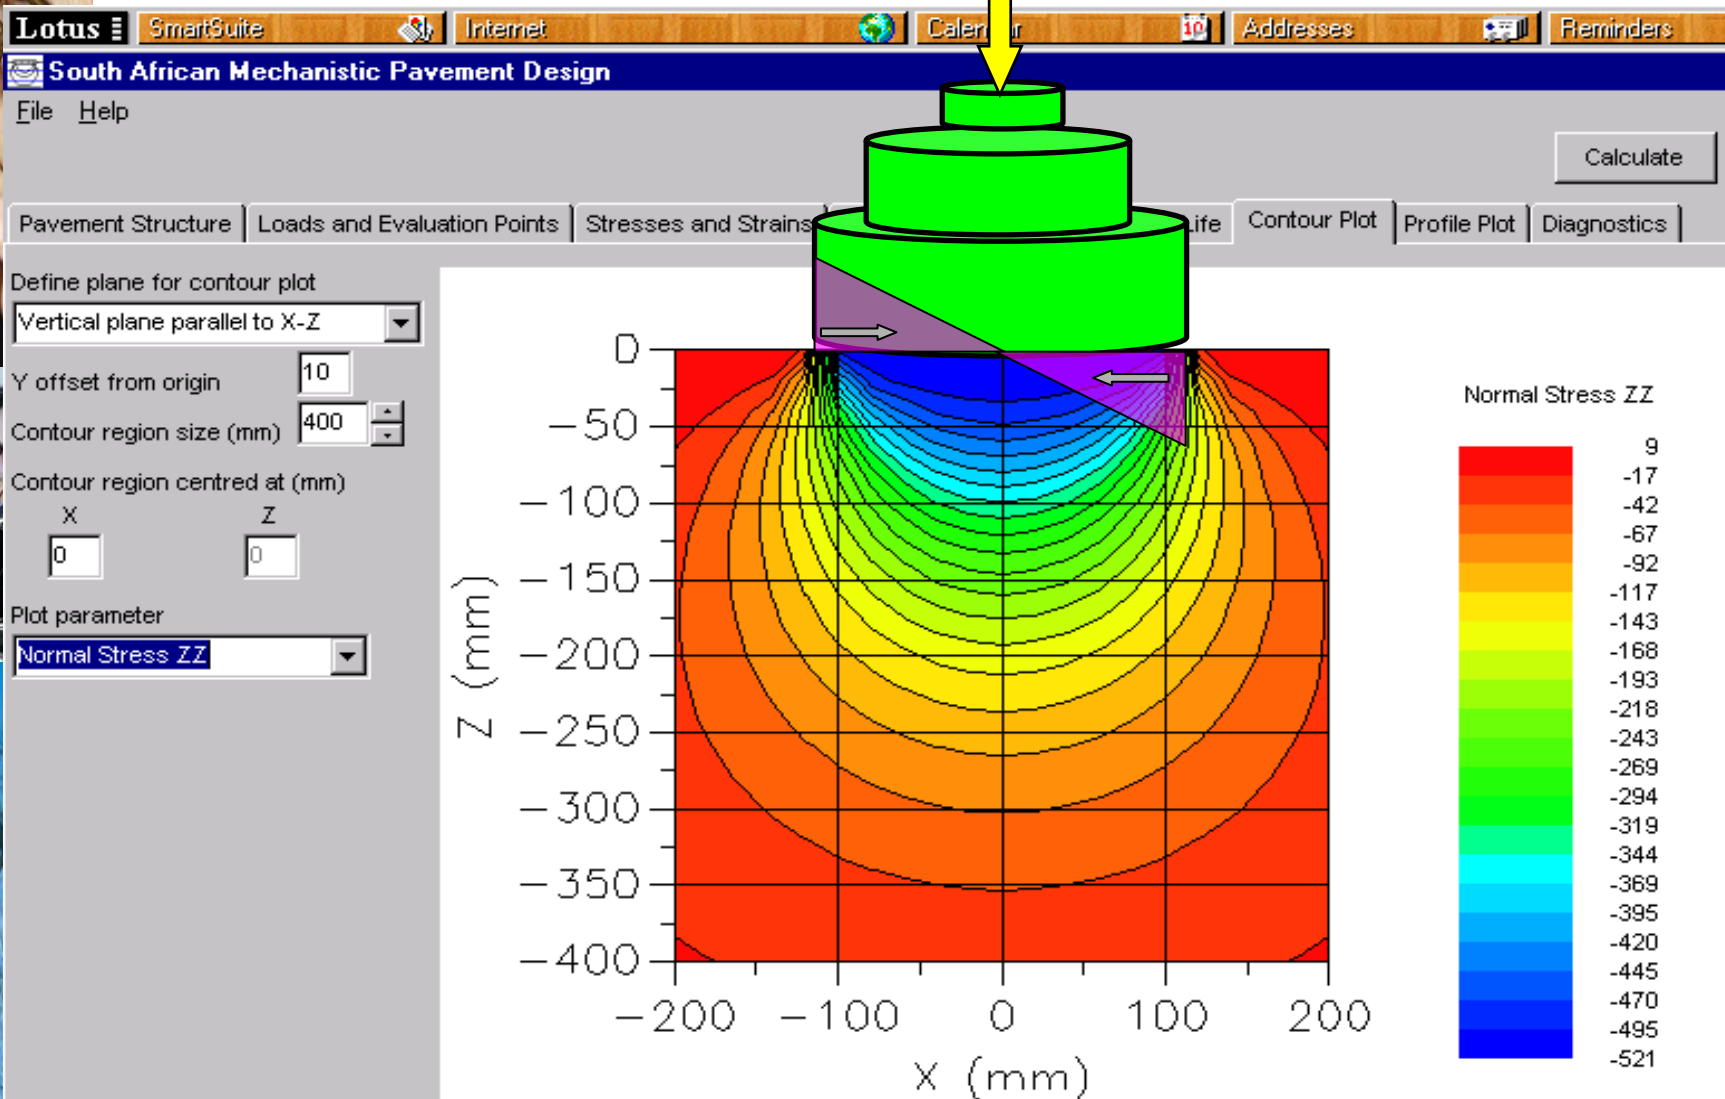 Lotus SmartSuite Internet Calen r 10 Addresses Reminders
South African Mechanistic Pavement Design
File Help
Calculate
Pavement Structure Loads and Evaluation Points Stresses and Strains Life Contour Plot Profile Plot Diagnostics
Define plane for contour plot
Vertical plane parallel to X-Z
Y offset from origin 10
Contour region size (mm) 400
Contour region centred at (mm)
X Z
0 0
Plot parameter
Normal Stress ZZ
0
-50
-100
-150
-200
-250
-300
-350
-400
Z (mm)
-200 -100 0 100 200
X (mm)
Normal Stress ZZ
9
-17
-42
-67
-92
-117
-143
-168
-193
-218
-243
-269
-294
-319
-344
-369
-395
-420
-445
-470
-495
-521